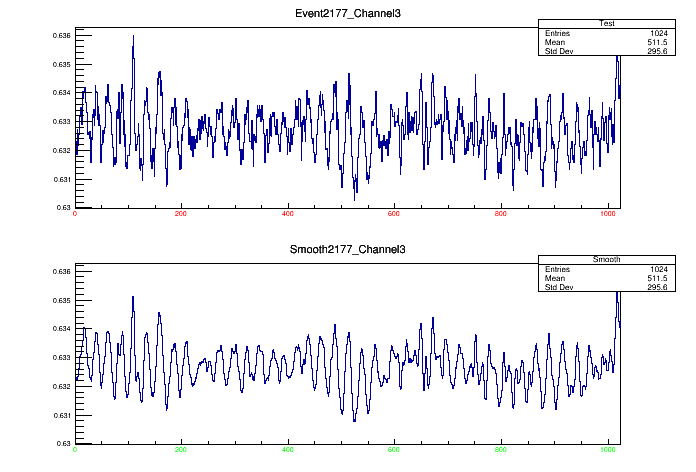 Event2177_Channel3
Test
Entries 1024
Mean 511.5
Std Dev 295.6
0.636
0.635
0.634
0.633
0.632
0.631
0.63
0 200 400 600 800 1000
Smooth2177_Channel3
Smooth
Entries 1024
Mean 511.5
Std Dev 295.6
0.636
0.635
0.634
0.633
0.632
0.631
0.63
0 200 400 600 800 1000